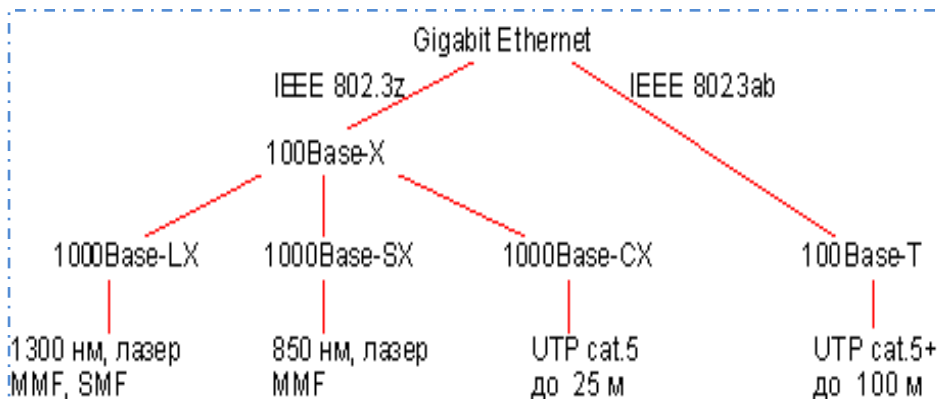 Gigabit Ethernet
IEEE 802.3z
IEEE 8023ab
100Base-X
1000Base-LX
1000Base-SX
1000Base-CX
100Base-T
1300 нм, лазер
MMF, SMF
850 нм, лазер
MMF
UTP cat.5
до 25 м
UTP cat.5+
до 100 м